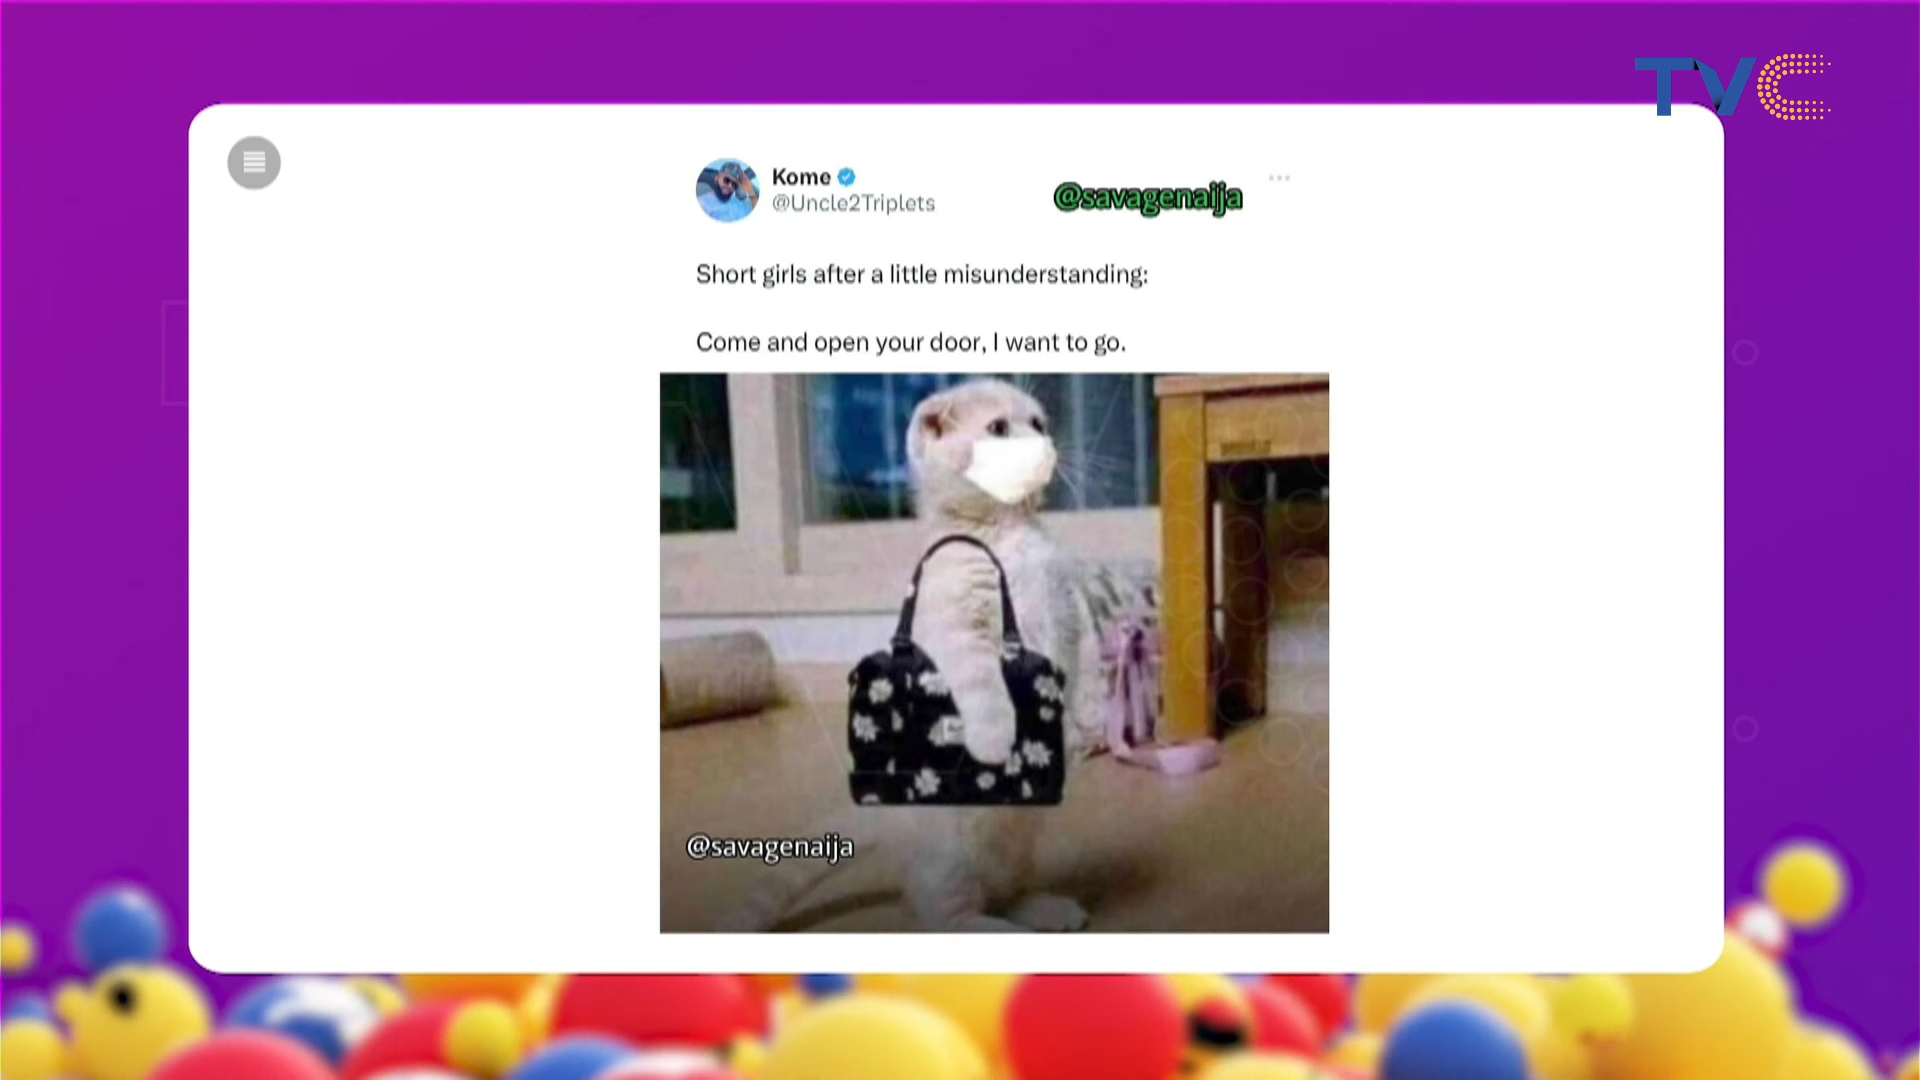 TVC
Kome
@Uncle2Triplets
@savagenaija
Short girls after a little misunderstanding:
Come and open your door, I want to go.
@savagenaija